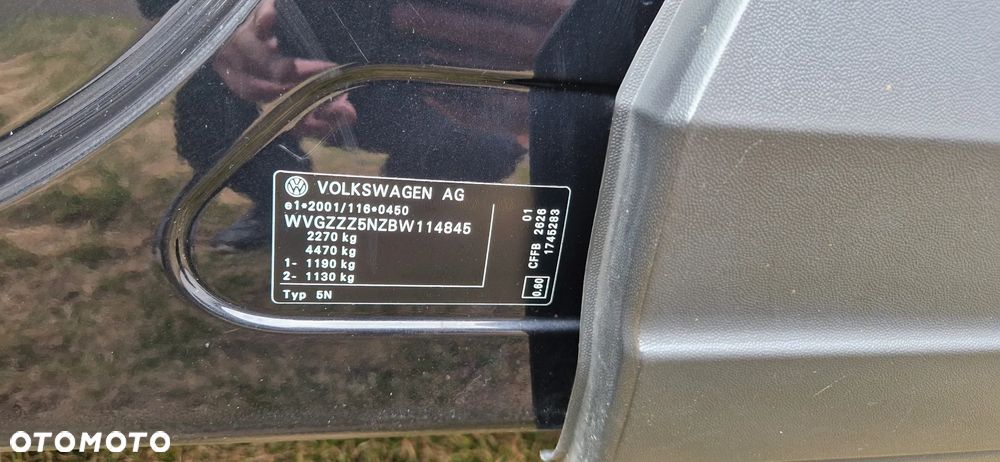 VOLKSWAGEN AG
e1*2001/116*0450
WVGZZZ5NZBW114845
2270 kg
4470 kg
1- 1190 kg
2- 1130 kg
Typ 5N
01
CFFB 2626
1745283
0.60
OTOMOTO